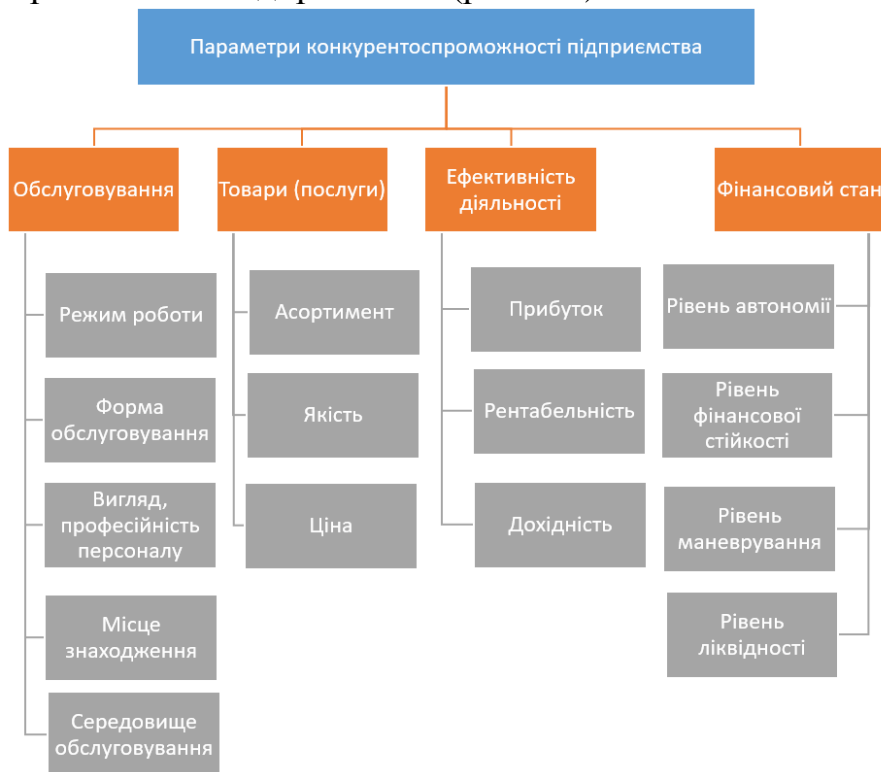 Параметри конкурентоспроможності підприємства
Обслуговування
Товари (послуги)
Ефективність
діяльності
Фінансовий стан
Режим роботи
Форма
обслуговування
Вигляд,
професійність
персоналу
Місце
знаходження
Середовище
обслуговування
Асортимент
Якість
Ціна
Прибуток
Рентабельність
Дохідність
Рівень автономії
Рівень
фінансової
стійкості
Рівень
маневрування
Рівень
ліквідності